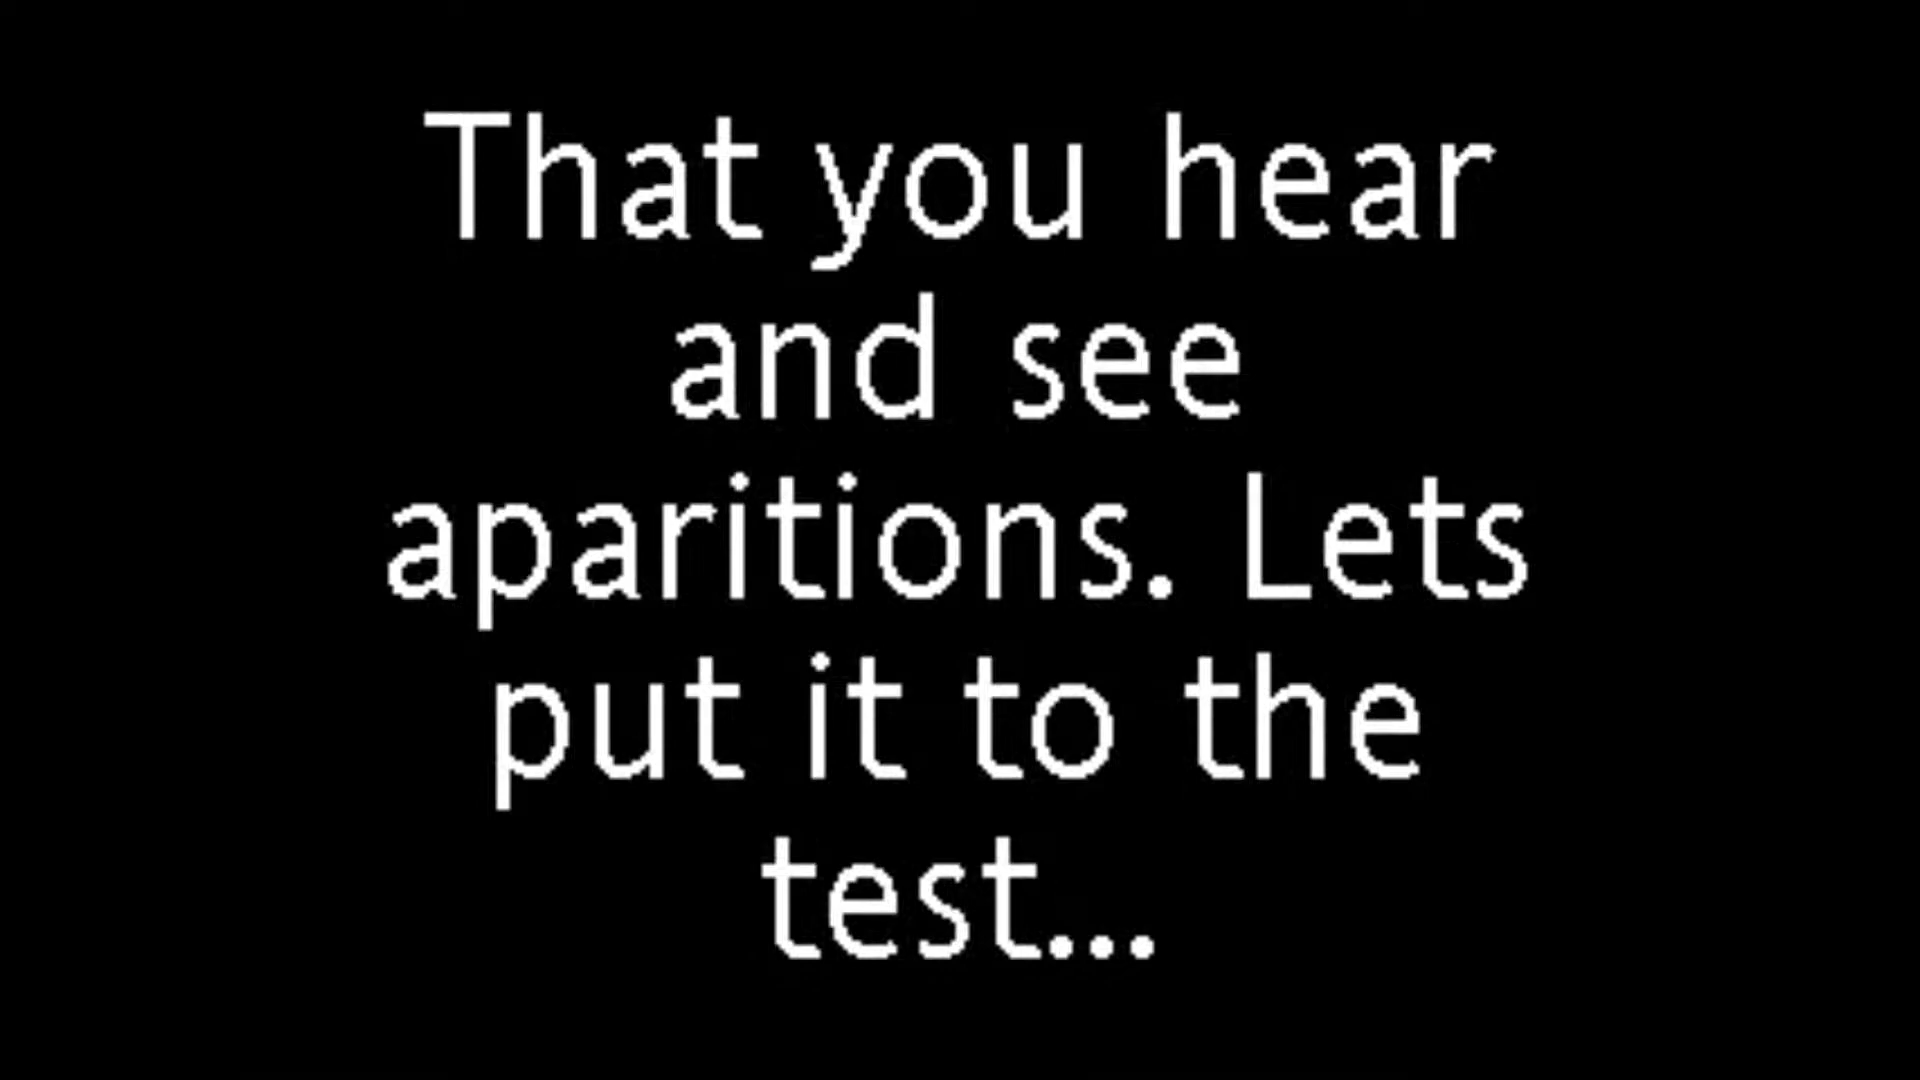 That you hear
and see
aparitions. Lets
put it to the
test...